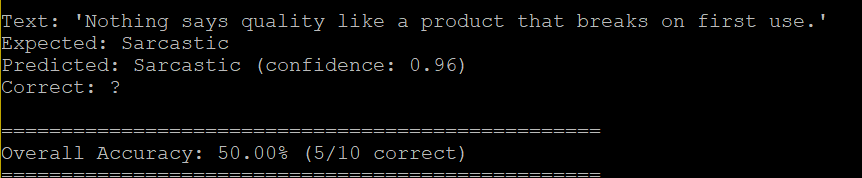 Text: 'Nothing says quality like a product that breaks on first use.'
Expected: Sarcastic
Predicted: Sarcastic (confidence: 0.96)
Correct: ?
==================================================
Overall Accuracy: 50.00% (5/10 correct)
==================================================